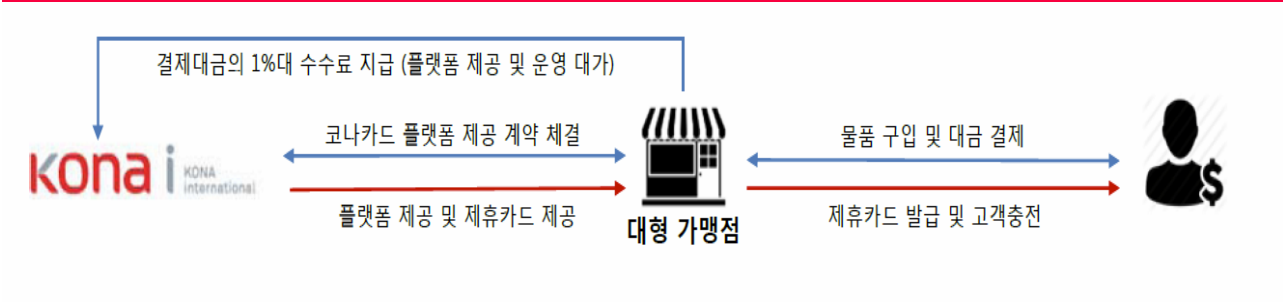 결제대금의 1%대 수수료 지급 (플랫폼 제공 및 운영 대가)
코나카드 플랫폼 제공 계약 체결
물품 구입 및 대금 결제
kona i KONA
international
플랫폼 제공 및 제휴카드 제공
제휴카드 발급 및 고객충전
대형 가맹점
$